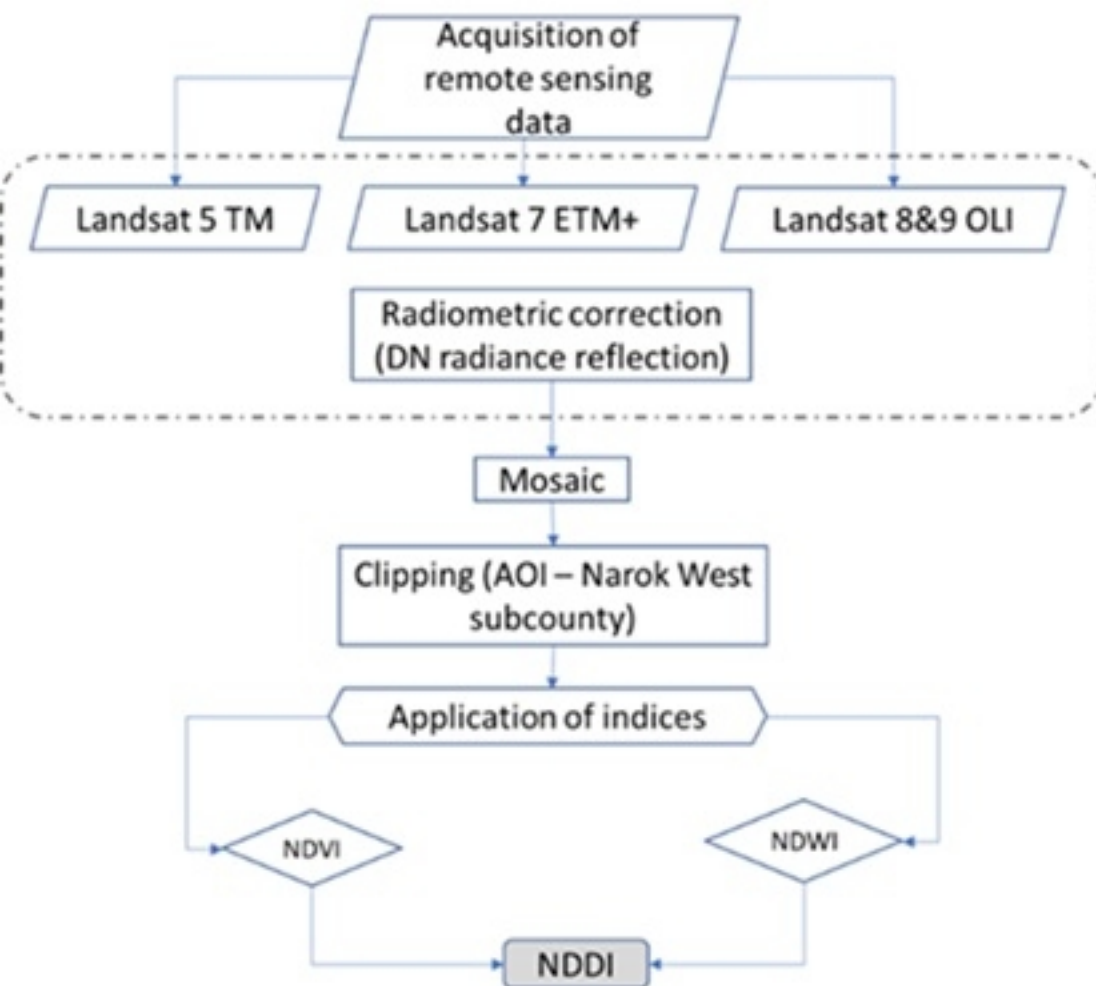 Acquisition of
remote sensing
data
Landsat 5 TM
Landsat 7 ETM+
Landsat 8&9 OLI
Radiometric correction
(DN radiance reflection)
Mosaic
Clipping (AOI – Narok West
subcounty)
Application of indices
NDVI
NDWI
NDDI